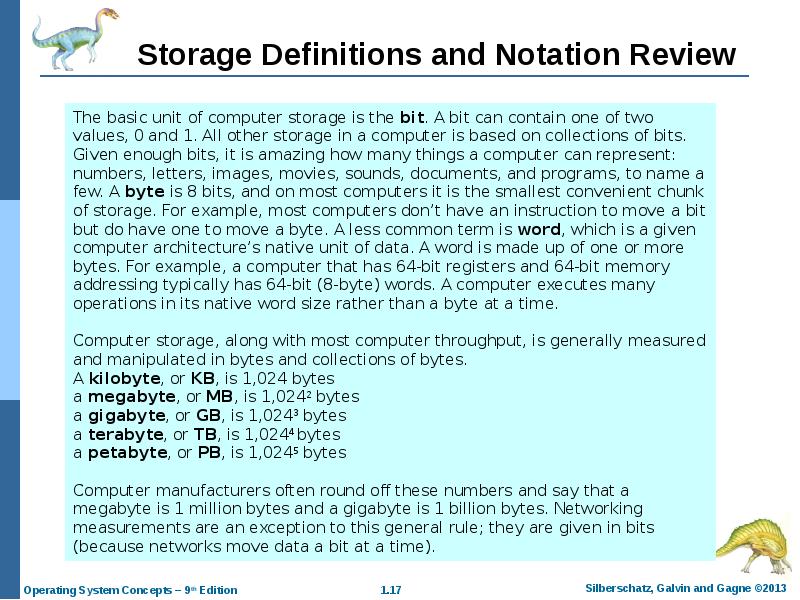 Storage Definitions and Notation Review
The basic unit of computer storage is the bit. A bit can contain one of two
values, 0 and 1. All other storage in a computer is based on collections of bits.
Given enough bits, it is amazing how many things a computer can represent:
numbers, letters, images, movies, sounds, documents, and programs, to name a
few. A byte is 8 bits, and on most computers it is the smallest convenient chunk
of storage. For example, most computers don’t have an instruction to move a bit
but do have one to move a byte. A less common term is word, which is a given
computer architecture’s native unit of data. A word is made up of one or more
bytes. For example, a computer that has 64-bit registers and 64-bit memory
addressing typically has 64-bit (8-byte) words. A computer executes many
operations in its native word size rather than a byte at a time.
Computer storage, along with most computer throughput, is generally measured
and manipulated in bytes and collections of bytes.
A kilobyte, or KB, is 1,024 bytes
a megabyte, or MB, is 1,024² bytes
a gigabyte, or GB, is 1,024³ bytes
a terabyte, or TB, is 1,024⁴ bytes
a petabyte, or PB, is 1,024⁵ bytes
Computer manufacturers often round off these numbers and say that a
megabyte is 1 million bytes and a gigabyte is 1 billion bytes. Networking
measurements are an exception to this general rule; they are given in bits
(because networks move data a bit at a time).
Operating System Concepts – 9th Edition
1.17
Silberschatz, Galvin and Gagne ©2013